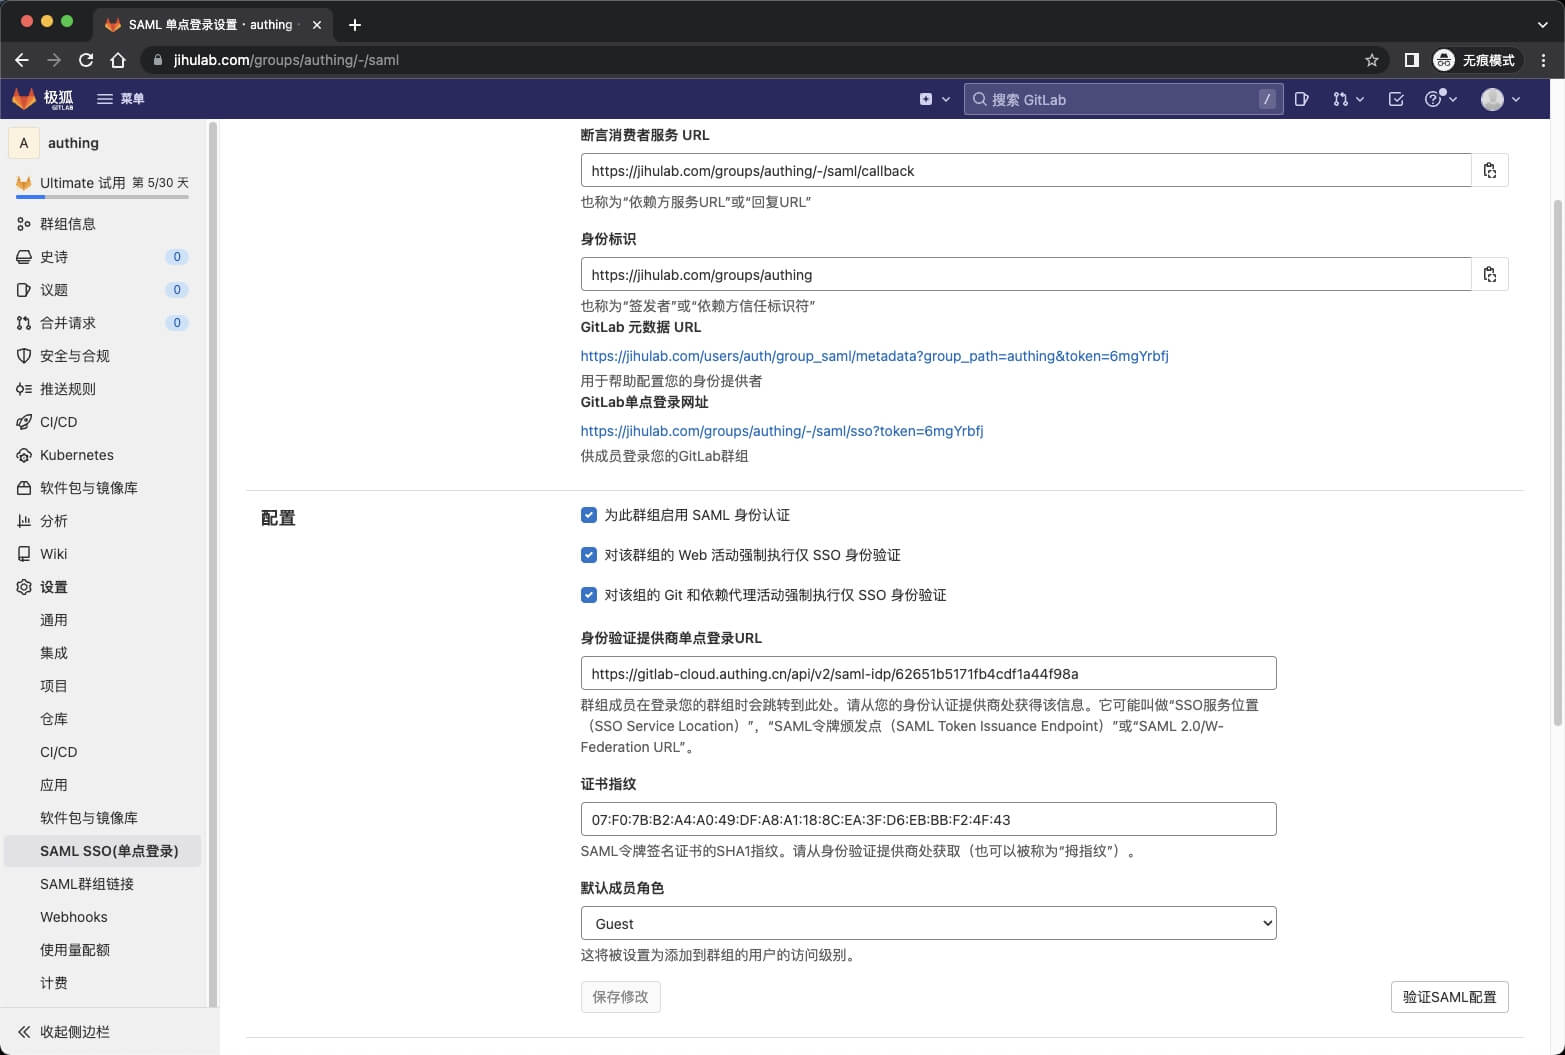 SAML 单点登录设置 · authing ·
jihulab.com/groups/authing/-/saml
无痕模式
极狐
GITLAB
菜单
搜索 GitLab
/
A
authing
Ultimate 试用 第 5/30 天
群组信息
史诗 0
议题 0
合并请求 0
安全与合规
推送规则
CI/CD
Kubernetes
软件包与镜像库
分析
Wiki
设置
通用
集成
项目
仓库
CI/CD
应用
软件包与镜像库
SAML SSO(单点登录)
SAML群组链接
Webhooks
使用量配额
计费
收起侧边栏
断言消费者服务 URL
https://jihulab.com/groups/authing/-/saml/callback
也称为“依赖方服务URL”或“回复URL”
身份标识
https://jihulab.com/groups/authing
也称为“签发者”或“依赖方信任标识符”
GitLab 元数据 URL
https://jihulab.com/users/auth/group_saml/metadata?group_path=authing&token=6mgYrbfj
用于帮助配置您的身份提供者
GitLab单点登录网址
https://jihulab.com/groups/authing/-/saml/sso?token=6mgYrbfj
供成员登录您的GitLab群组
配置
为此群组启用 SAML 身份认证
对该群组的 Web 活动强制执行仅 SSO 身份验证
对该组的 Git 和依赖代理活动强制执行仅 SSO 身份验证
身份验证提供商单点登录URL
https://gitlab-cloud.authing.cn/api/v2/saml-idp/62651b5171fb4cdf1a44f98a
群组成员在登录您的群组时会跳转到此处。请从您的身份认证提供商处获得该信息。它可能叫做“SSO服务位置
（SSO Service Location）”，“SAML令牌颁发点（SAML Token Issuance Endpoint）”或“SAML 2.0/W-
Federation URL”。
证书指纹
07:F0:7B:B2:A4:A0:49:DF:A8:A1:18:8C:EA:3F:D6:EB:BB:F2:4F:43
SAML令牌签名证书的SHA1指纹。请从身份验证提供商处获取（也可以被称为“拇指纹”）。
默认成员角色
Guest
这将被设置为添加到群组的用户的访问级别。
保存修改
验证SAML配置